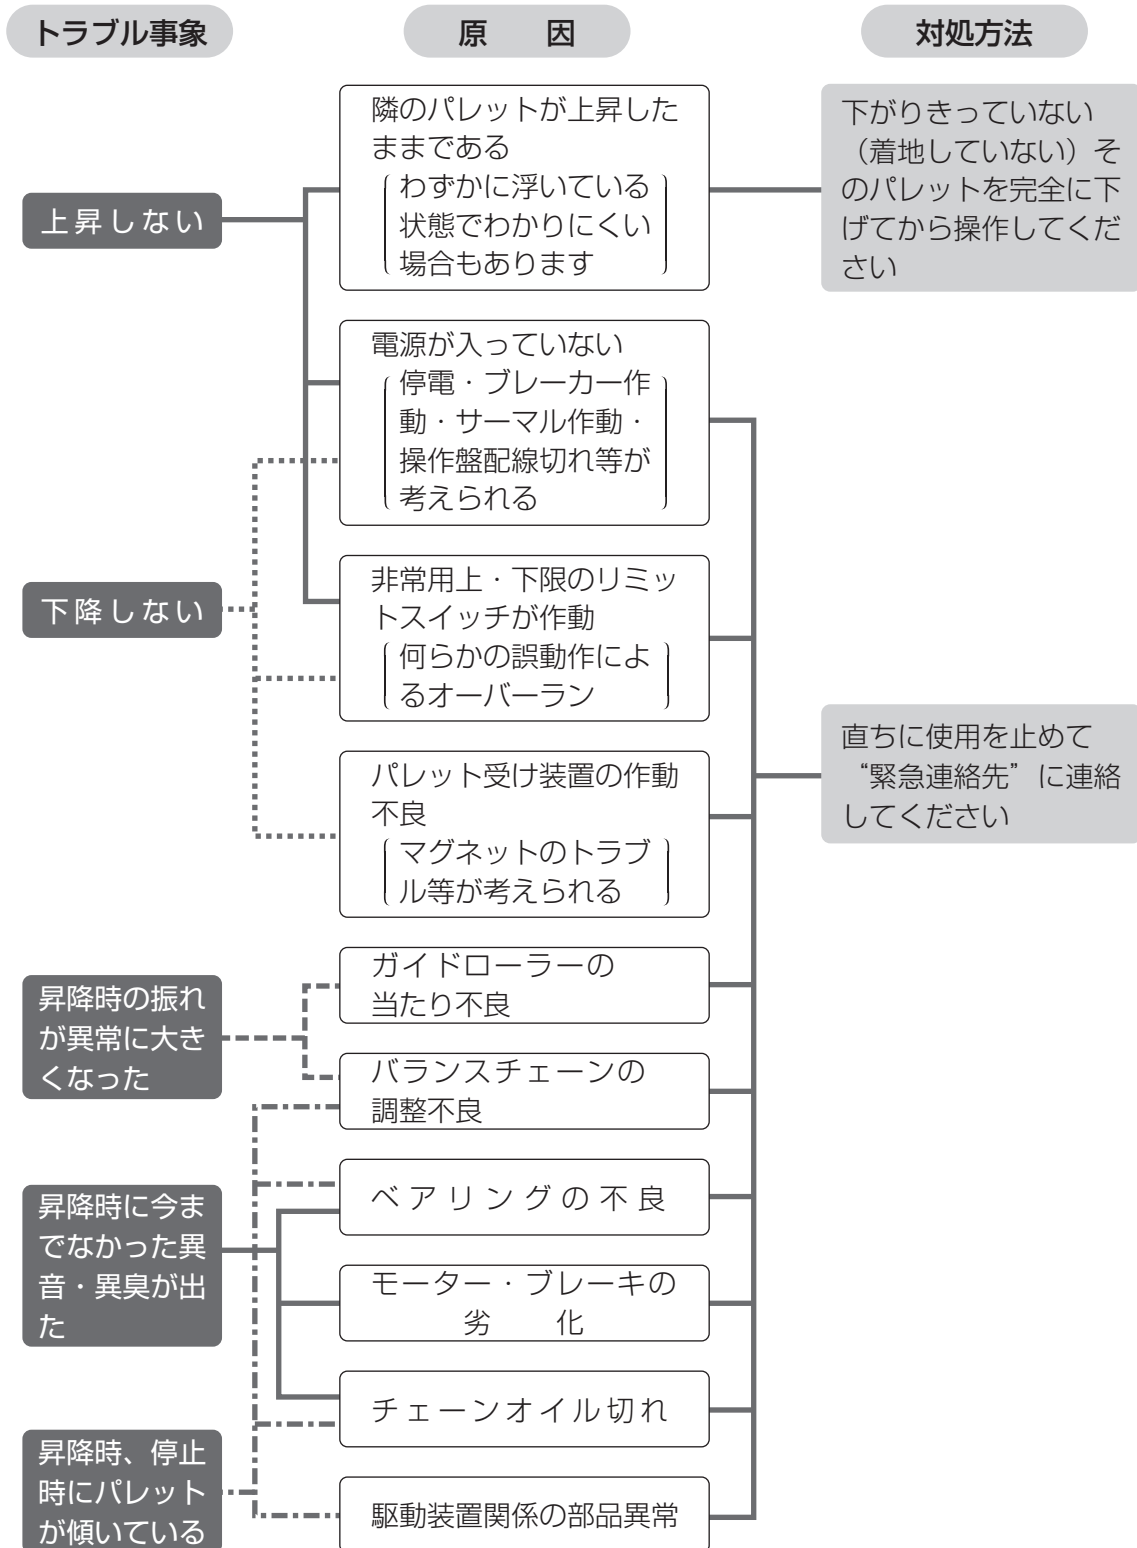 トラブル事象
原　因
対処方法
上昇しない
隣のパレットが上昇した
ままである
わずかに浮いている
状態でわかりにくい
場合もあります
下がりきっていない
（着地していない）そ
のパレットを完全に下
げてから操作してくだ
さい
電源が入っていない
停電・ブレーカー作
動・サーマル作動・
操作盤配線切れ等が
考えられる
下降しない
非常用上・下限のリミッ
トスイッチが作動
何らかの誤動作によ
るオーバーラン
パレット受け装置の作動
不良
マグネットのトラブ
ル等が考えられる
直ちに使用を止めて
“緊急連絡先”に連絡
してください
昇降時の振れ
が異常に大き
くなった
ガイドローラーの
当たり不良
バランスチェーンの
調整不良
昇降時に今ま
でなかった異
音・異臭が出
た
ベアリングの不良
モーター・ブレーキの
劣　化
チェーンオイル切れ
昇降時、停止
時にパレット
が傾いている
駆動装置関係の部品異常